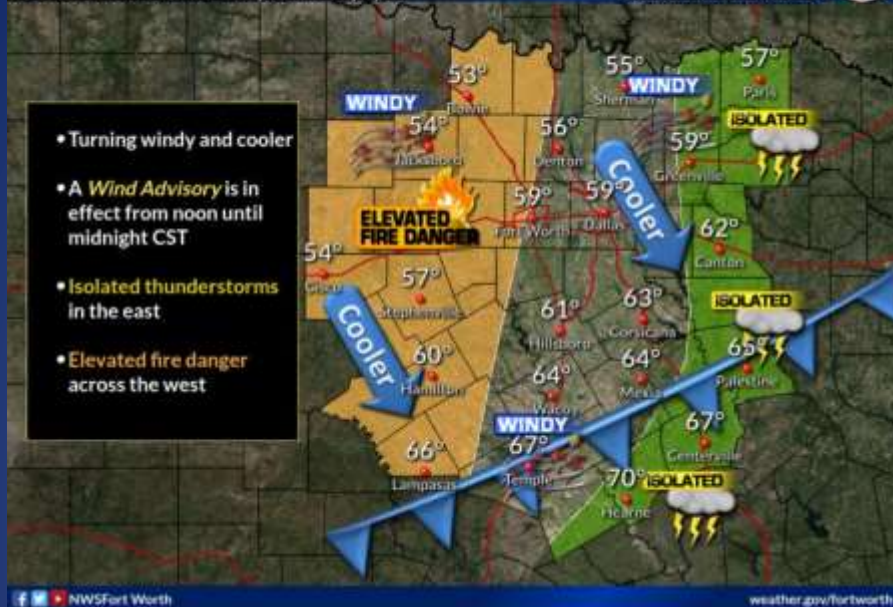 • Turning windy and cooler
• A Wind Advisory is in
effect from noon until
midnight CST
• Isolated thunderstorms
in the east
• Elevated fire danger
across the west
53°
Bowie
WINDY
54°
Jacksboro
55°
Sherman
WINDY
57°
Paris
ISOLATED
56°
Denton
59°
Greenville
Cooler
ELEVATED
FIRE DANGER
59°
Fort Worth
59°
Dallas
62°
Canton
54°
Cisco
57°
Stephenville
Cooler
61°
Hillsboro
63°
Corsicana
ISOLATED
65°
Palestine
60°
Hamilton
64°
Waco
64°
Mexia
WINDY
66°
Lampasas
67°
Temple
67°
Centerville
70°
Hearne
ISOLATED
NWSFort Worth
weather.gov/fortworth